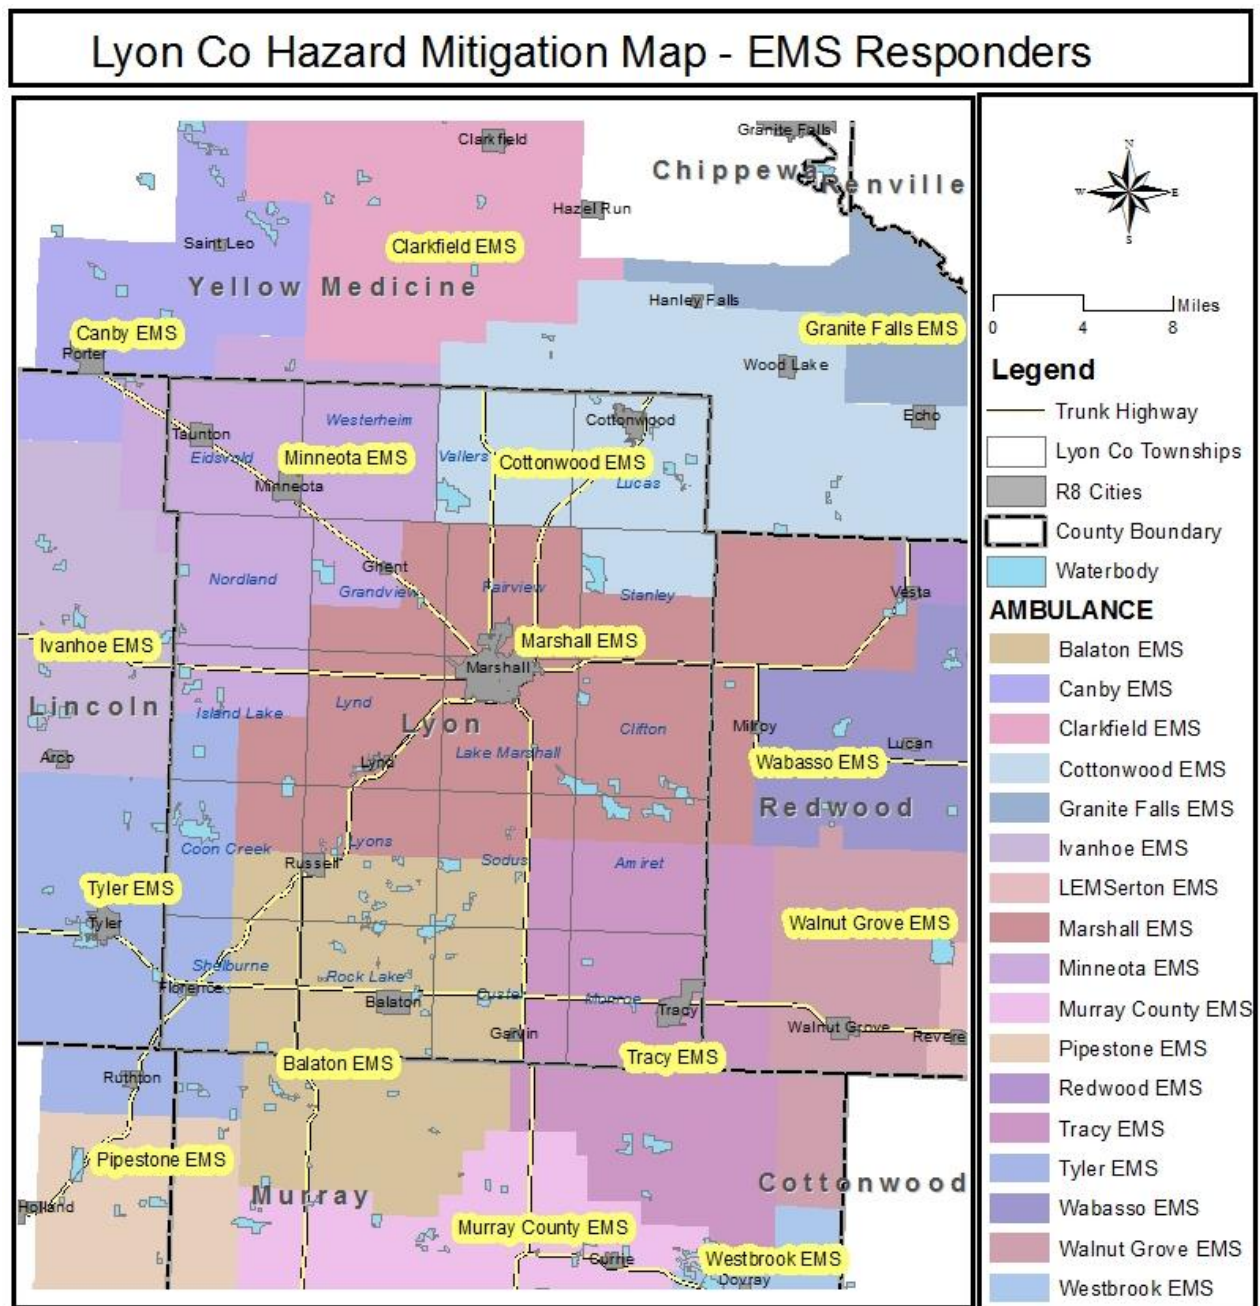 Lyon Co Hazard Mitigation Map - EMS Responders
Clarkfield
Granite Falls
Chippewa
Renville
Hazel Run
Saint Leo
Clarkfield EMS
Yellow Medicine
Hanley Falls
Canby EMS
Granite Falls EMS
Porter
Wood Lake
Westerheim
Cottonwood
Echo
Taunton
Eidsvold
Minneota EMS
Vallers
Cottonwood EMS
Minneota
Lucas
Ghent
Nordland
Grandview
Fairview
Stanley
Vesta
Ivanhoe EMS
Marshall EMS
Marshall
Lincoln
Island Lake
Lynd
Lyon
Clifton
Milroy
Lake Marshall
Lucan
Arco
Lynd
Wabasso EMS
Redwood
Coon Creek
Lyons
Sodus
Amiret
Russell
Tyler EMS
Tyler
Walnut Grove EMS
Shelburne
Rock Lake
Florence
Balaton
Custer
Monroe
Tracy
Garvin
Walnut Grove
Revere
Balaton EMS
Tracy EMS
Ruthton
Pipestone EMS
Murray
Cottonwood
Holland
Murray County EMS
Currie
Westbrook EMS
Dovray
N
W
E
S
Miles
0 4 8
Legend
Trunk Highway
Lyon Co Townships
R8 Cities
County Boundary
Waterbody
AMBULANCE
Balaton EMS
Canby EMS
Clarkfield EMS
Cottonwood EMS
Granite Falls EMS
Ivanhoe EMS
LEMSerton EMS
Marshall EMS
Minneota EMS
Murray County EMS
Pipestone EMS
Redwood EMS
Tracy EMS
Tyler EMS
Wabasso EMS
Walnut Grove EMS
Westbrook EMS